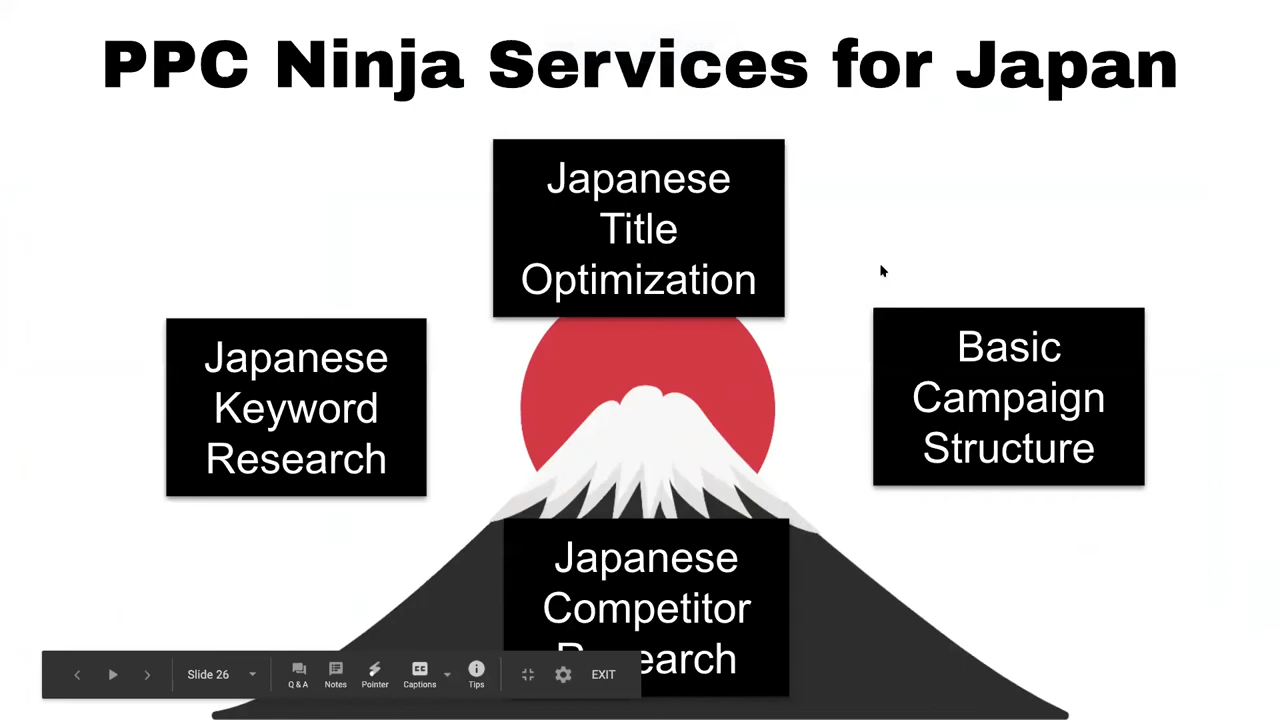 PPC Ninja Services for Japan
Japanese
Title
Optimization
Japanese
Keyword
Research
Basic
Campaign
Structure
Japanese
Competitor
Research
Slide 26
Q & A
Notes
Pointer
Captions
Tips
EXIT